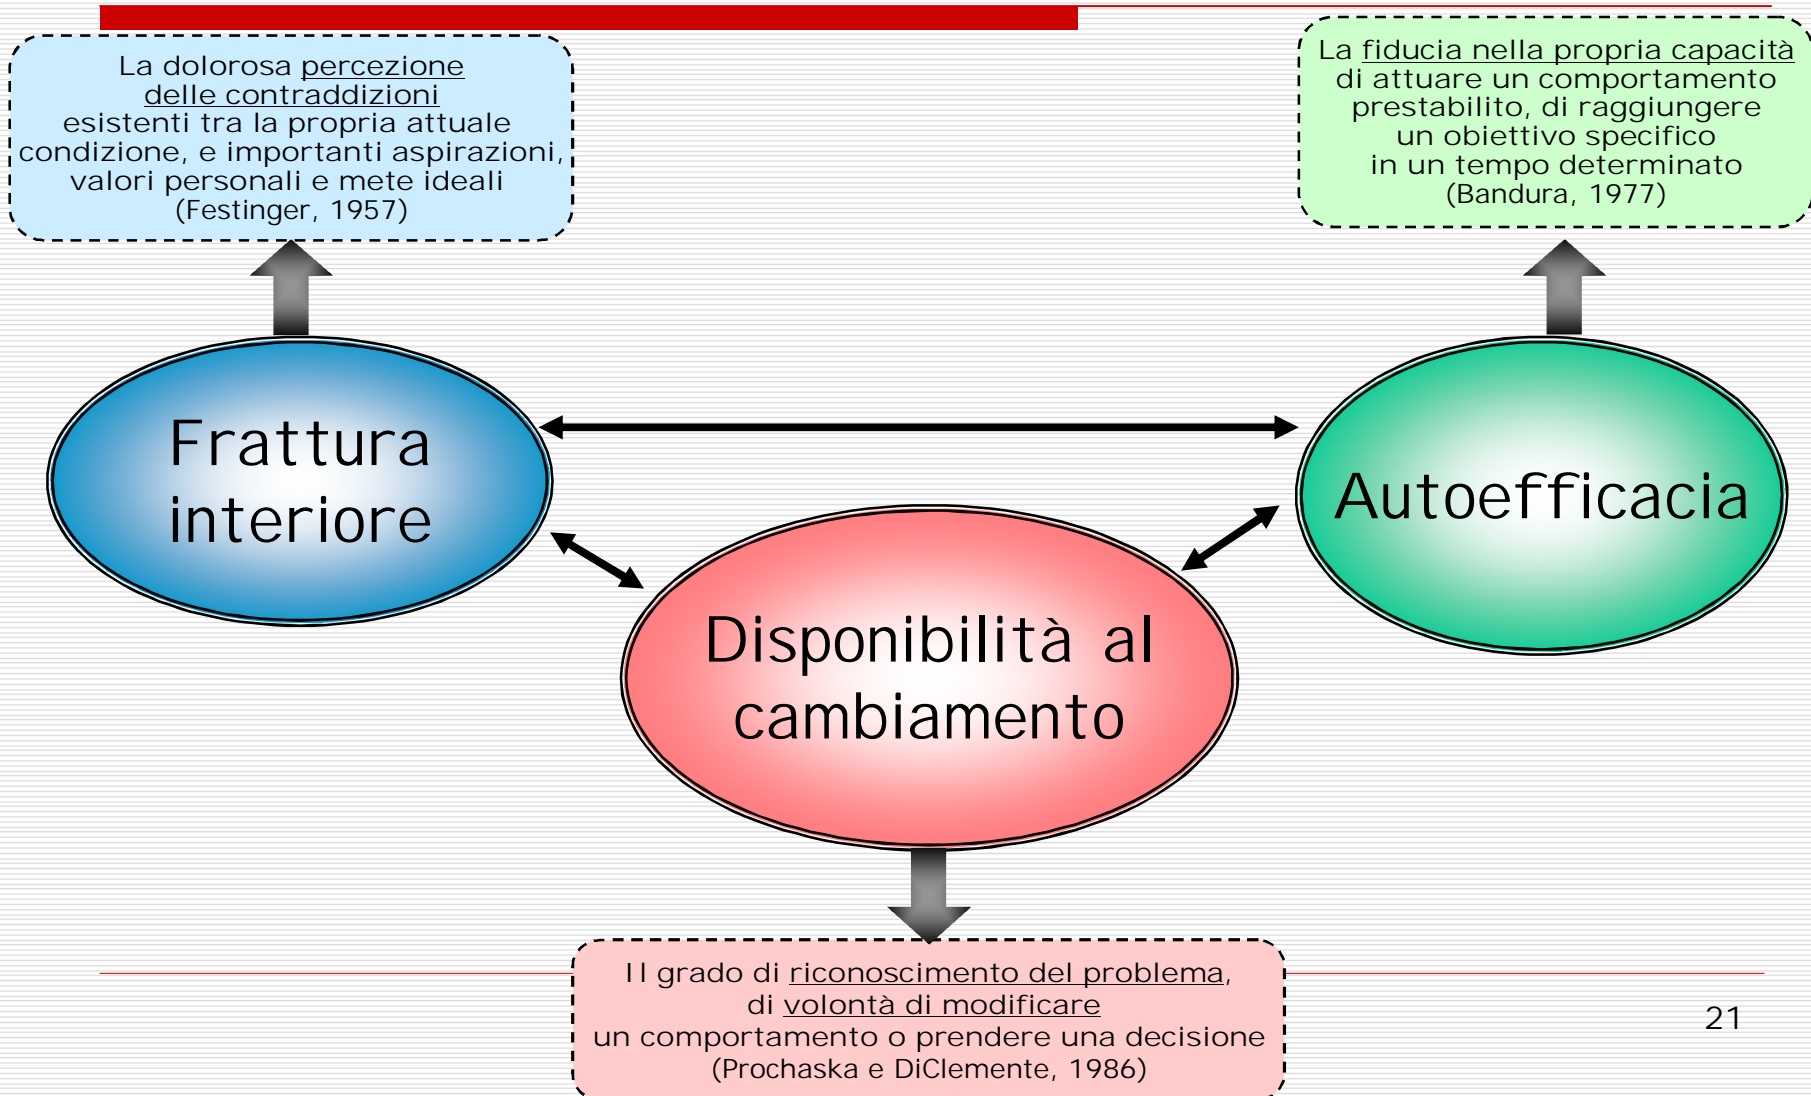 La dolorosa percezione
delle contraddizioni
esistenti tra la propria attuale
condizione, e importanti aspirazioni,
valori personali e mete ideali
(Festinger, 1957)
La fiducia nella propria capacità
di attuare un comportamento
prestabilito, di raggiungere
un obiettivo specifico
in un tempo determinato
(Bandura, 1977)
Frattura
interiore
Autoefficacia
Disponibilità al
cambiamento
Il grado di riconoscimento del problema,
di volontà di modificare
un comportamento o prendere una decisione
(Prochaska e DiClemente, 1986)
21